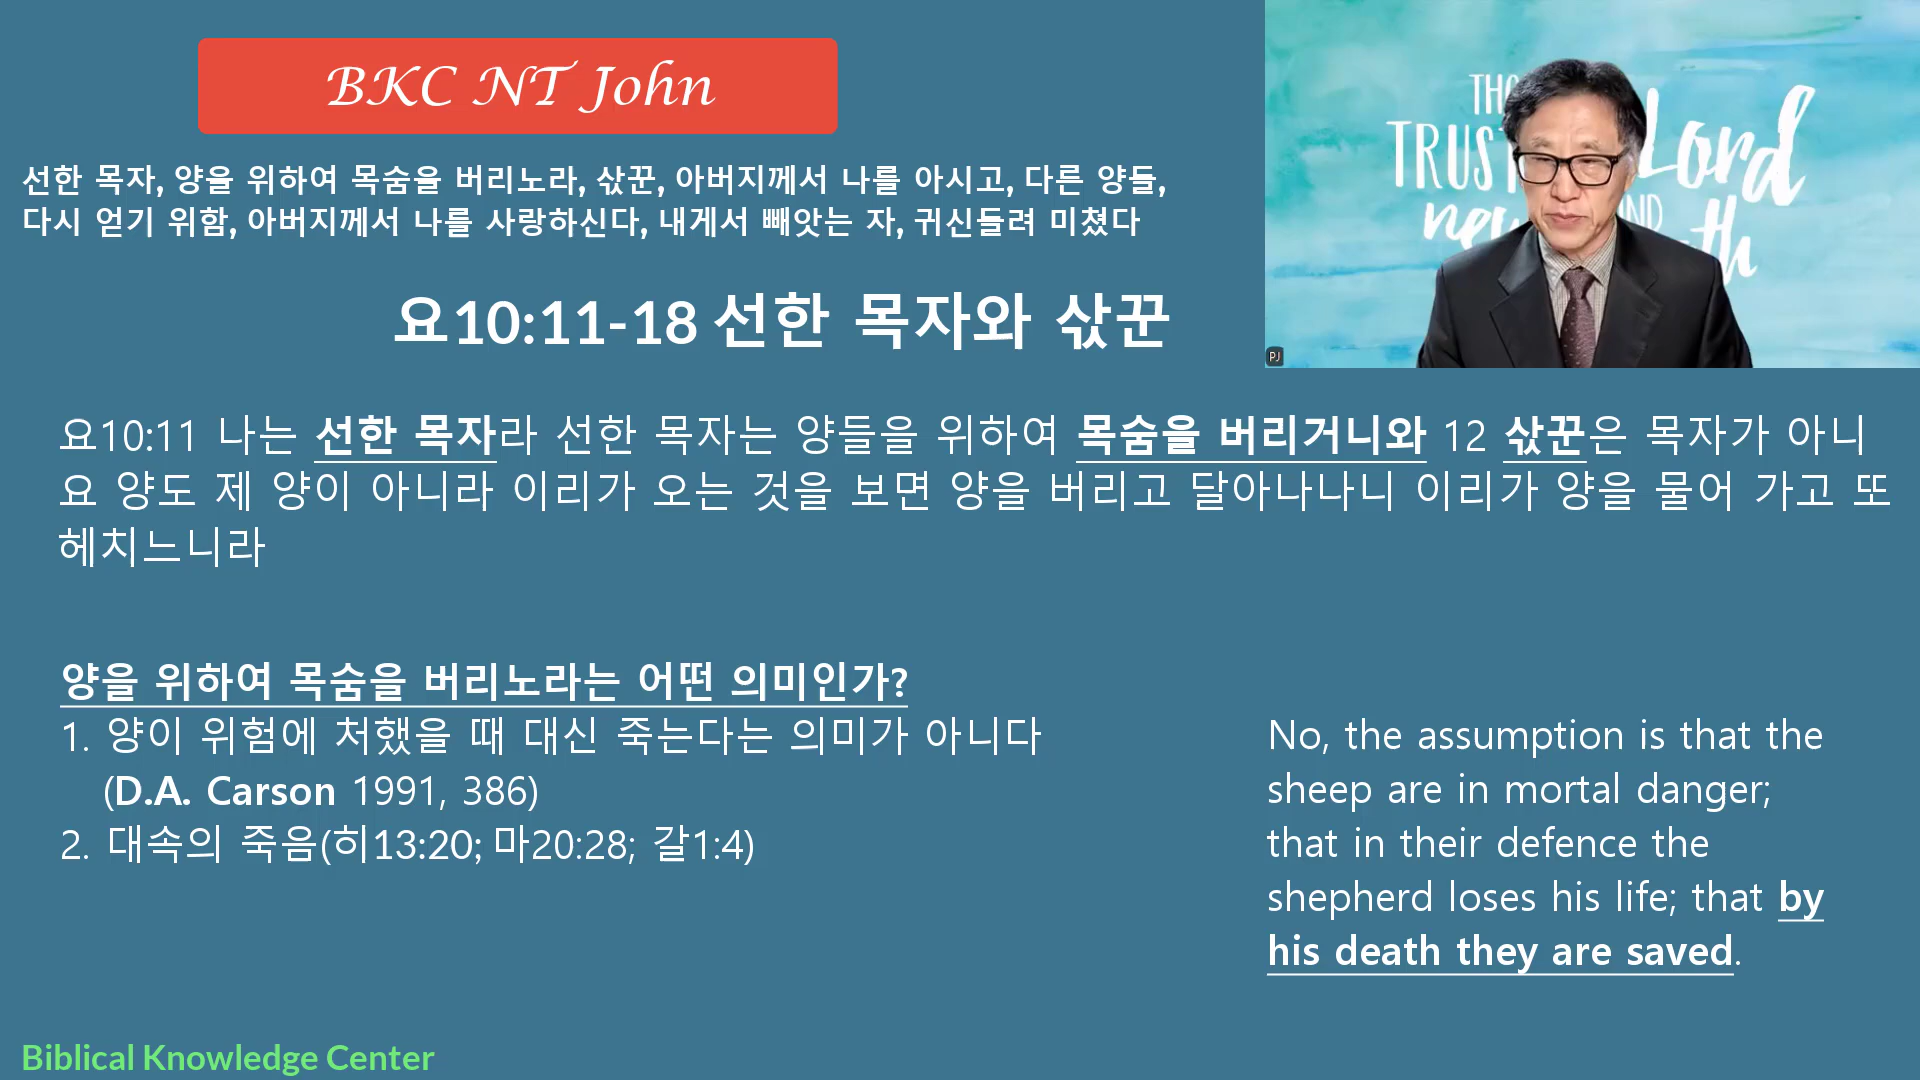 BKC NT John
선한 목자, 양을 위하여 목숨을 버리노라, 삯꾼, 아버지께서 나를 아시고, 다른 양들,
다시 얻기 위함, 아버지께서 나를 사랑하신다, 내게서 빼앗는 자, 귀신들려 미쳤다
TRUST
Lord
PJ
요10:11-18 선한 목자와 삯꾼
요10:11 나는 선한 목자라 선한 목자는 양들을 위하여 목숨을 버리거니와 12 삯꾼은 목자가 아니
요 양도 제 양이 아니라 이리가 오는 것을 보면 양을 버리고 달아나나니 이리가 양을 물어 가고 또
헤치느니라
양을 위하여 목숨을 버리노라는 어떤 의미인가?
1. 양이 위험에 처했을 때 대신 죽는다는 의미가 아니다
(D.A. Carson 1991, 386)
2. 대속의 죽음(히13:20; 마20:28; 갈1:4)
No, the assumption is that the
sheep are in mortal danger;
that in their defence the
shepherd loses his life; that by
his death they are saved.
Biblical Knowledge Center